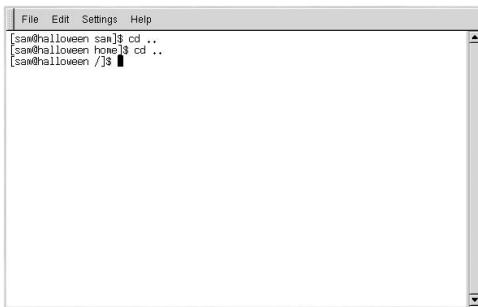 File Edit Settings Help
[sam@halloween sam]$ cd ..
[sam@halloween home]$ cd ..
[sam@halloween /]$